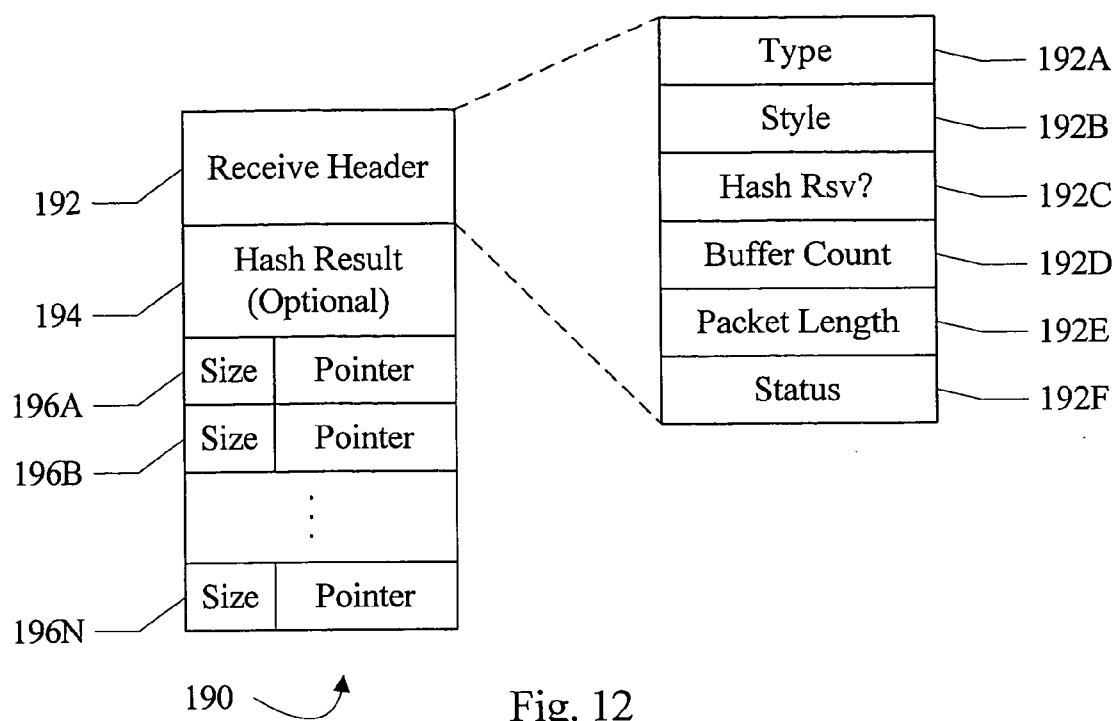 Receive Header
192
Hash Result
(Optional)
194
Size Pointer
196A
Size Pointer
196B
Size Pointer
196N
190
Type
192A
Style
192B
Hash Rsv?
192C
Buffer Count
192D
Packet Length
192E
Status
192F
Fig. 12